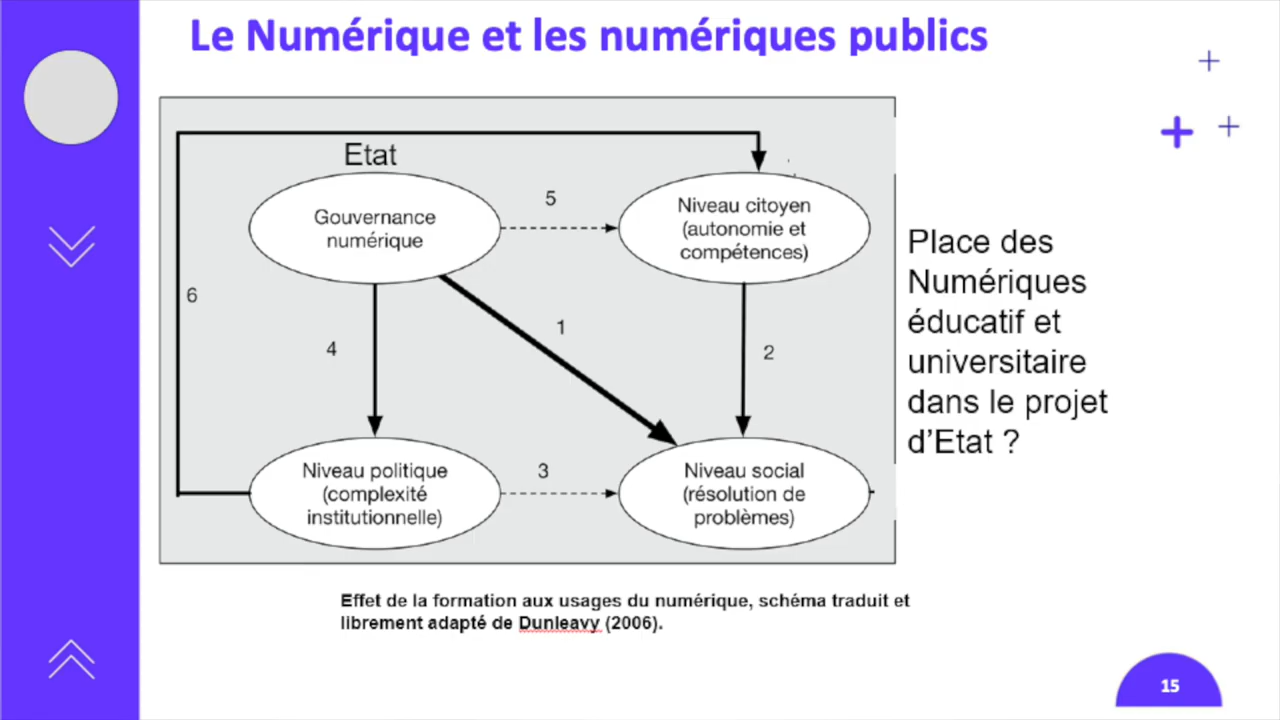 Le Numérique et les numériques publics
Etat
Gouvernance
numérique
5
Niveau citoyen
(autonomie et
compétences)
6
4
1
2
Niveau politique
(complexité
institutionnelle)
3
Niveau social
(résolution de
problèmes)
Place des
Numériques
éducatif et
universitaire
dans le projet
d'Etat ?
Effet de la formation aux usages du numérique, schéma traduit et
librement adapté de Dunleavy (2006).
15